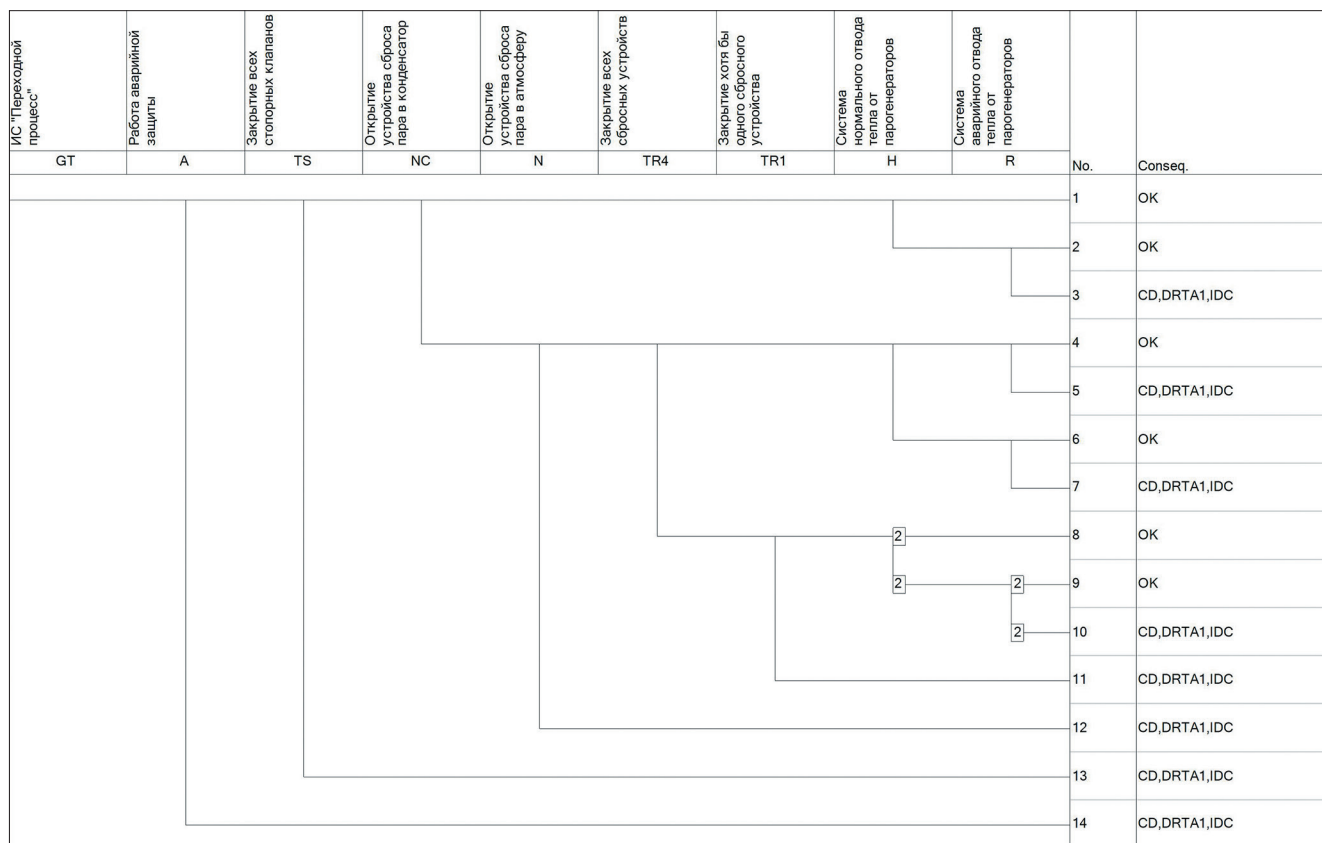 ИС "Переходной
процесс"
Работа аварийной
защиты
Закрытие всех
стопорных клапанов
Открытие
устройства сброса
пара в конденсатор
Открытие
устройства сброса
пара в атмосферу
Закрытие всех
сбросных устройств
Закрытие хотя бы
одного сбросного
устройства
Система
нормального отвода
тепла от
парогенераторов
Система
аварийного отвода
тепла от
парогенераторов
GT A TS NC N TR4 TR1 H R No. Conseq.
1 OK
2 OK
3 CD,DRTA1,IDC
4 OK
5 CD,DRTA1,IDC
6 OK
7 CD,DRTA1,IDC
2 8 OK
2 2 9 OK
2 10 CD,DRTA1,IDC
11 CD,DRTA1,IDC
12 CD,DRTA1,IDC
13 CD,DRTA1,IDC
14 CD,DRTA1,IDC